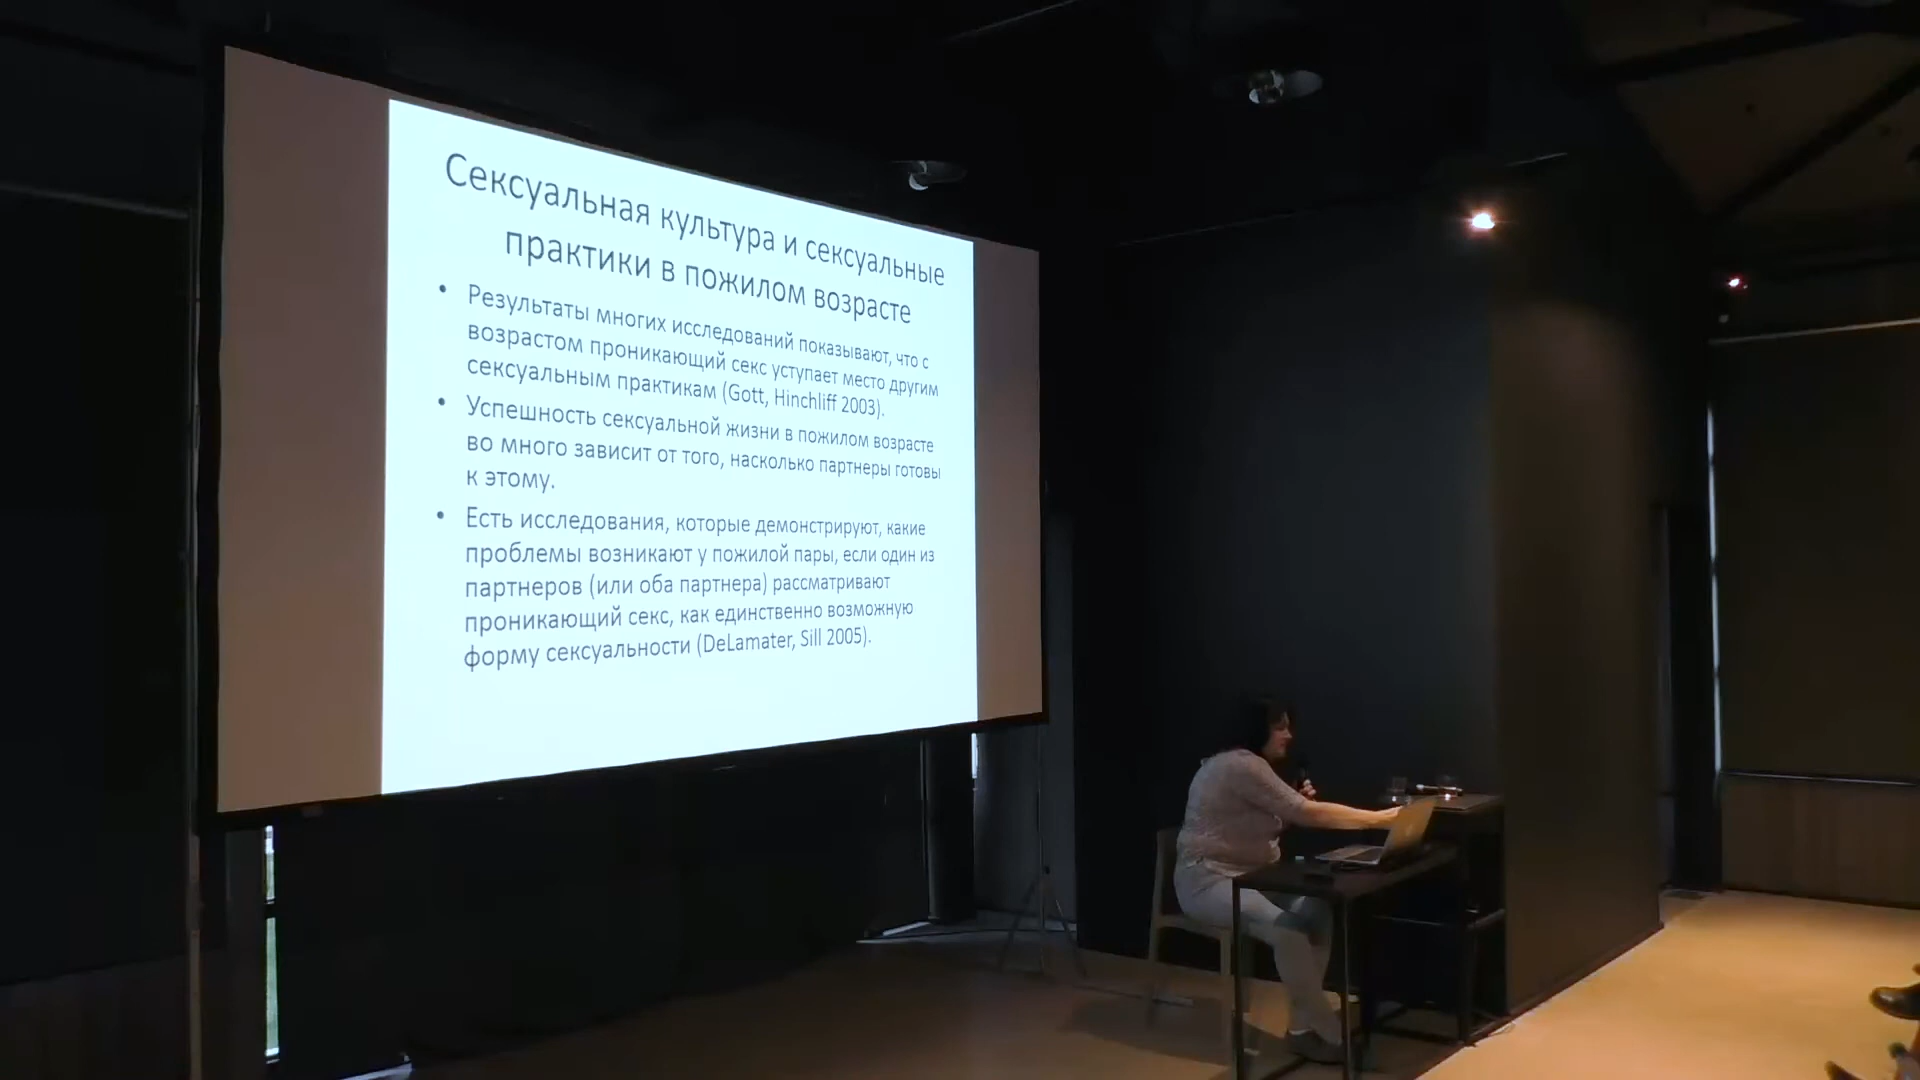 Сексуальная культура и сексуальные
практики в пожилом возрасте
• Результаты многих исследований показывают, что с
возрастом проникающий секс уступает место другим
сексуальным практикам (Gott, Hinchliff 2003).
• Успешность сексуальной жизни в пожилом возрасте
во много зависит от того, насколько партнеры готовы
к этому.
• Есть исследования, которые демонстрируют, какие
проблемы возникают у пожилой пары, если один из
партнеров (или оба партнера) рассматривают
проникающий секс, как единственно возможную
форму сексуальности (DeLamater, Sill 2005).